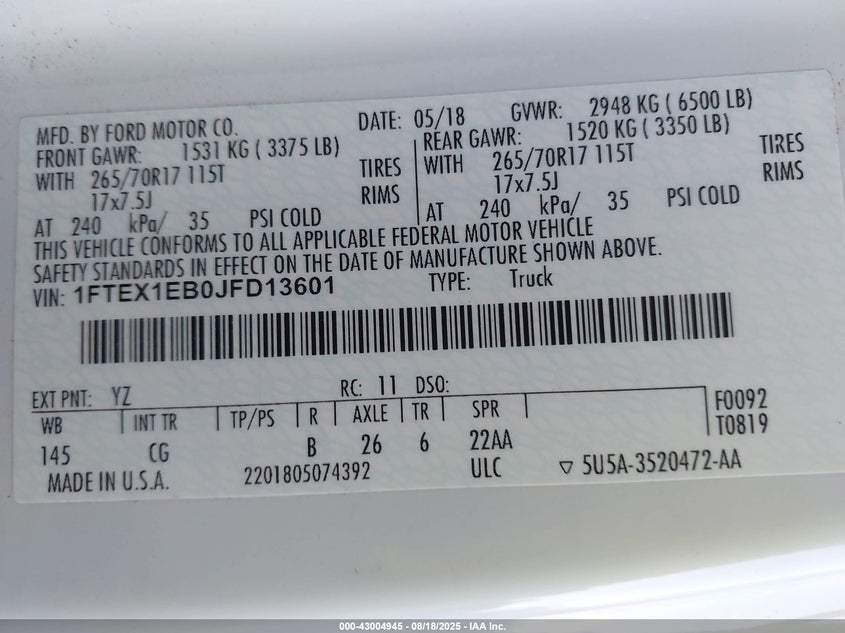 MFD. BY FORD MOTOR CO.
DATE: 05/18 GVWR: 2948 KG ( 6500 LB)
FRONT GAWR: 1531 KG ( 3375 LB)
WITH 265/70R17 115T TIRES
17x7.5J RIMS
AT 240 kPa/ 35 PSI COLD
REAR GAWR: 1520 KG ( 3350 LB)
WITH 265/70R17 115T TIRES
17x7.5J RIMS
AT 240 kPa/ 35 PSI COLD
THIS VEHICLE CONFORMS TO ALL APPLICABLE FEDERAL MOTOR VEHICLE
SAFETY STANDARDS IN EFFECT ON THE DATE OF MANUFACTURE SHOWN ABOVE.
VIN: 1FTEX1EB0JFD13601 TYPE: Truck
EXT PNT: YZ RC: 11 DSO:
WB INT TR TP/PS R AXLE TR SPR F0092
145 CG B 26 6 22AA T0819
MADE IN U.S.A. 2201805074392 ULC ▽ 5U5A-3520472-AA
000-43004945 - 08/18/2025 - IAA Inc.